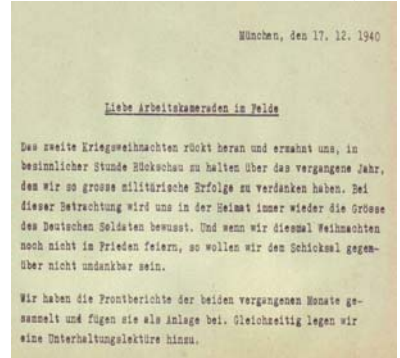 München, den 17. 12. 1940
Liebe Arbeitskameraden im Felde
Das zweite Kriegsweihnachten rückt heran und ermahnt uns, in
besinnlicher Stunde Rückschau zu halten über das vergangene Jahr,
dem wir so grosse militärische Erfolge zu verdanken haben. Bei
dieser Betrachtung wird uns in der Heimat immer wieder die Grösse
des Deutschen Soldaten bewusst. Und wenn wir diesmal Weihnachten
noch nicht im Frieden feiern, so wollen wir dem Schicksal gegen-
über nicht undankbar sein.
Wir haben die Frontberichte der beiden vergangenen Monate ge-
sammelt und fügen sie als Anlage bei. Gleichzeitig legen wir
eine Unterhaltungslektüre hinzu.